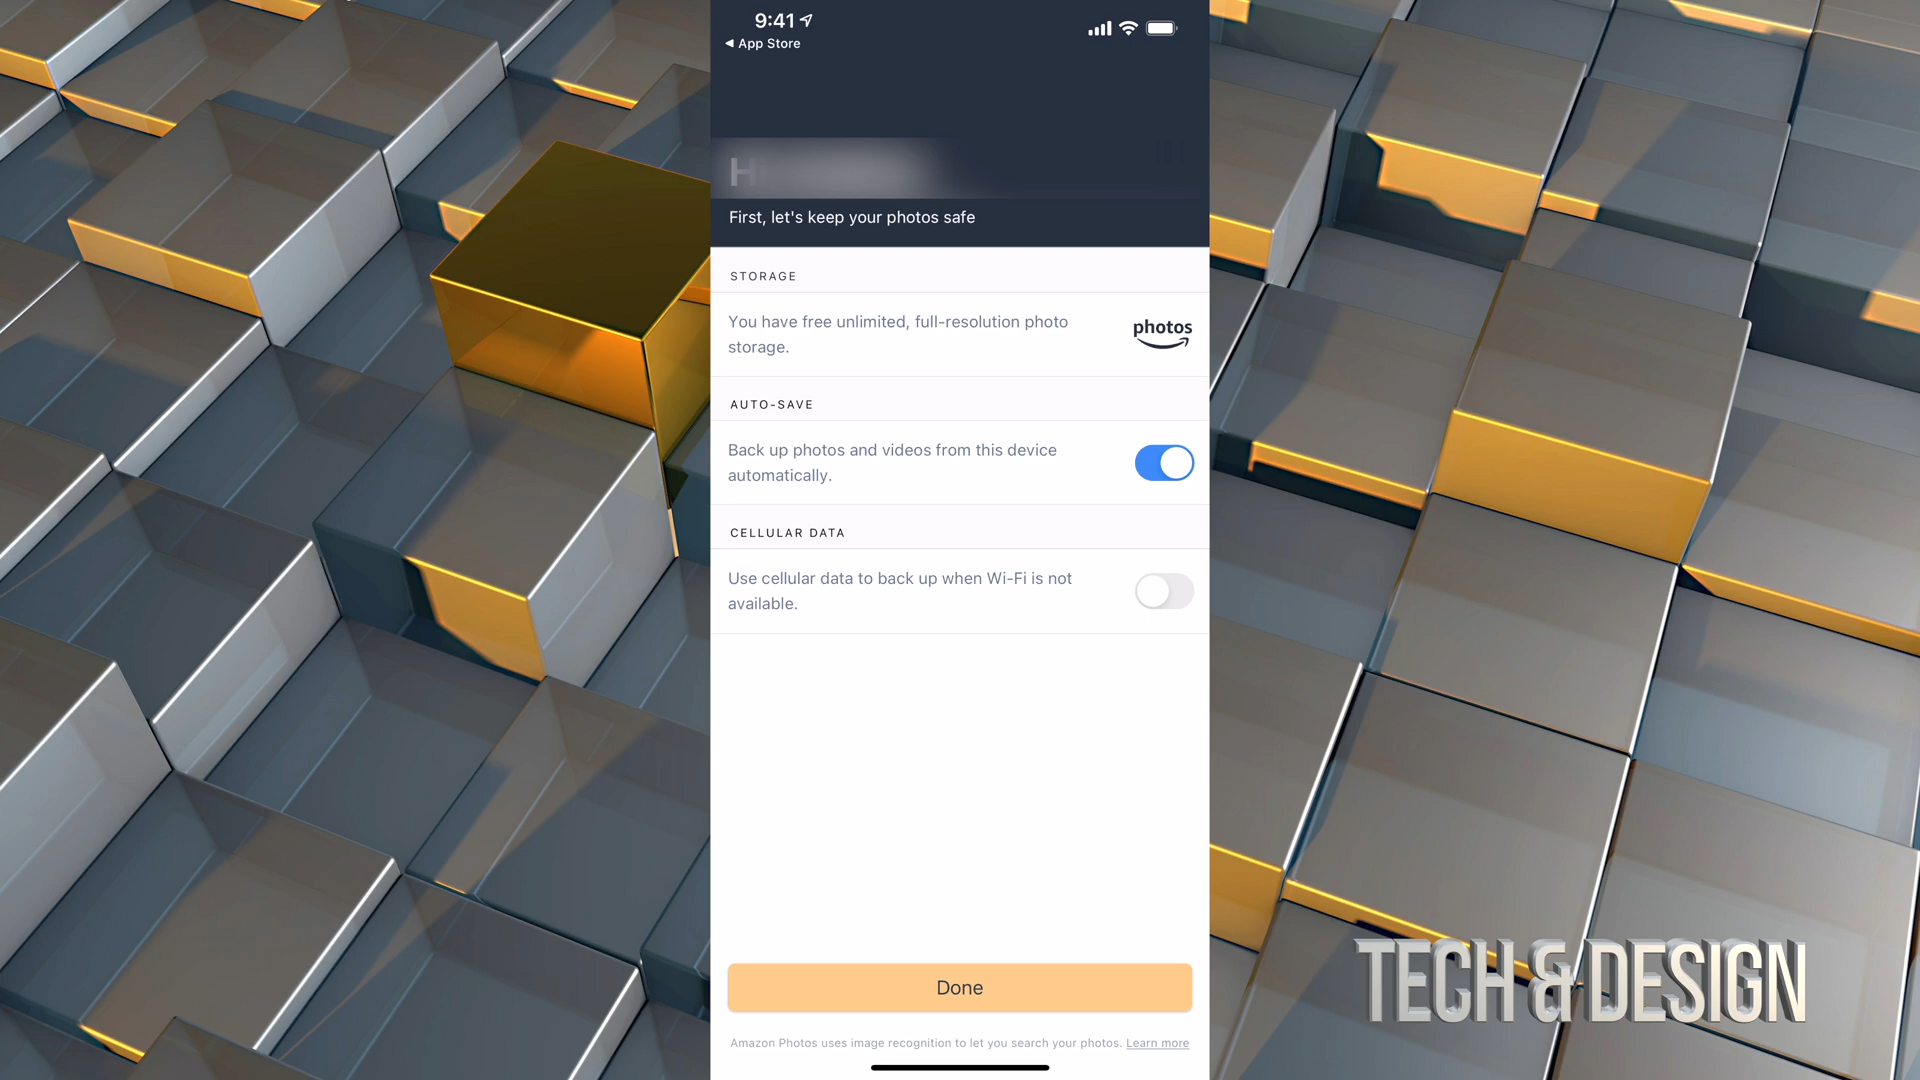 9:41
◀ App Store
First, let's keep your photos safe
STORAGE
You have free unlimited, full-resolution photo
storage.
photos
AUTO-SAVE
Back up photos and videos from this device
automatically.
CELLULAR DATA
Use cellular data to back up when Wi-Fi is not
available.
Done
Amazon Photos uses image recognition to let you search your photos. Learn more
TECH & DESIGN